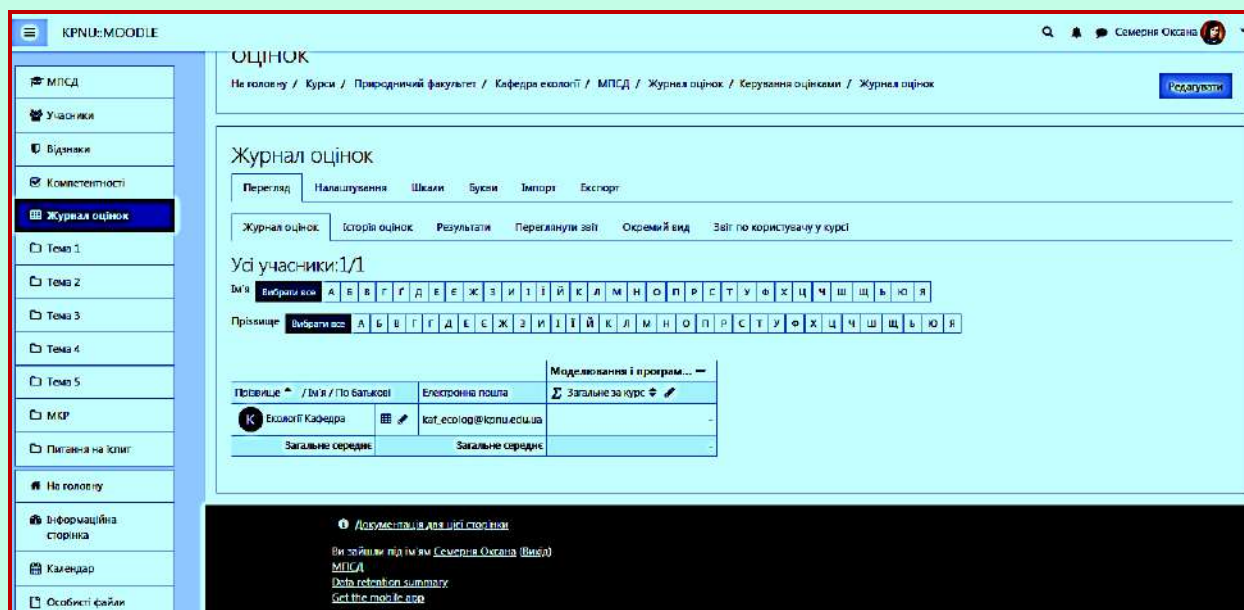 KPNU::MOODLE
Семерня Оксана
МПСД
Учасники
Відзнаки
Компетентності
Журнал оцінок
Тема 1
Тема 2
Тема 3
Тема 4
Тема 5
МКР
Питання на іспит
На головну
Інформаційна
сторінка
Календар
Особисті файли
ОЦІНОК
На головну / Курси / Природничий факультет / Кафедра екології / МПСД / Журнал оцінок / Керування оцінками / Журнал оцінок
Редагувати
Журнал оцінок
Перегляд Налаштування Шкали Букви Імпорт Експорт
Журнал оцінок Історія оцінок Результати Переглянути звіт Окремий вид Звіт по користувачу у курсі
Усі учасники:1/1
Ім'я Вибрати все А Б В Г Ґ Д Е Є Ж З И І Ї Й К Л М Н О П Р С Т У Ф Х Ц Ч Ш Щ Ь Ю Я
Прізвище Вибрати все А Б В Г Ґ Д Е Є Ж З И І Ї Й К Л М Н О П Р С Т У Ф Х Ц Ч Ш Щ Ь Ю Я
Моделювання і програм... —
Прізвище / Ім'я / По батькові Електронна пошта Σ Загальне за курс
К Екології Кафедра kaf_ecolog@kpnu.edu.ua -
Загальне середнє Загальне середнє -
Документація для цієї сторінки
Ви зайшли під ім'ям Семерня Оксана (Вихід)
МПСД
Data retention summary
Get the mobile app